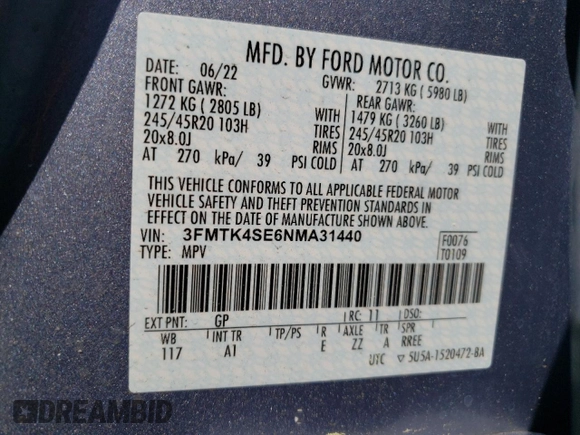 MFD. BY FORD MOTOR CO.
DATE: 06/22 GVWR: 2713 KG ( 5980 LB)
FRONT GAWR: REAR GAWR:
1272 KG ( 2805 LB) WITH 1479 KG ( 3260 LB) WITH
245/45R20 103H TIRES 245/45R20 103H TIRES
20x8.0J RIMS 20x8.0J RIMS
AT 270 kPa/ 39 PSI COLD AT 270 kPa/ 39 PSI COLD
THIS VEHICLE CONFORMS TO ALL APPLICABLE FEDERAL MOTOR
VEHICLE SAFETY AND THEFT PREVENTION STANDARDS IN
EFFECT ON THE DATE OF MANUFACTURE SHOWN ABOVE.
VIN: 3FMTK4SE6NMA31440 F0076
TYPE: MPV T0109
EXT PNT: GP RC: 11 DSO:
WB INT TR TP/PS R AXLE TR SPR
117 A1 E ZZ A RREE
UTC ▽ 5U5A-1520472-BA
DREAMBID